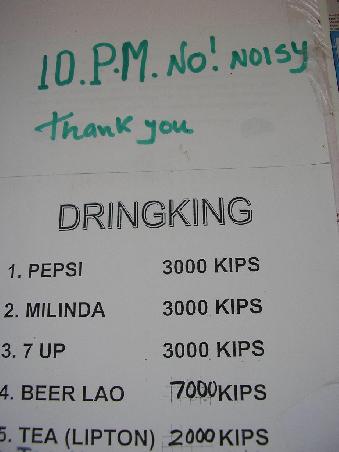 10.P.M. No! NOISY
Thank you
DRINGKING
1. PEPSI 3000 KIPS
2. MILINDA 3000 KIPS
3. 7 UP 3000 KIPS
4. BEER LAO 7000 KIPS
5. TEA (LIPTON) 2000 KIPS